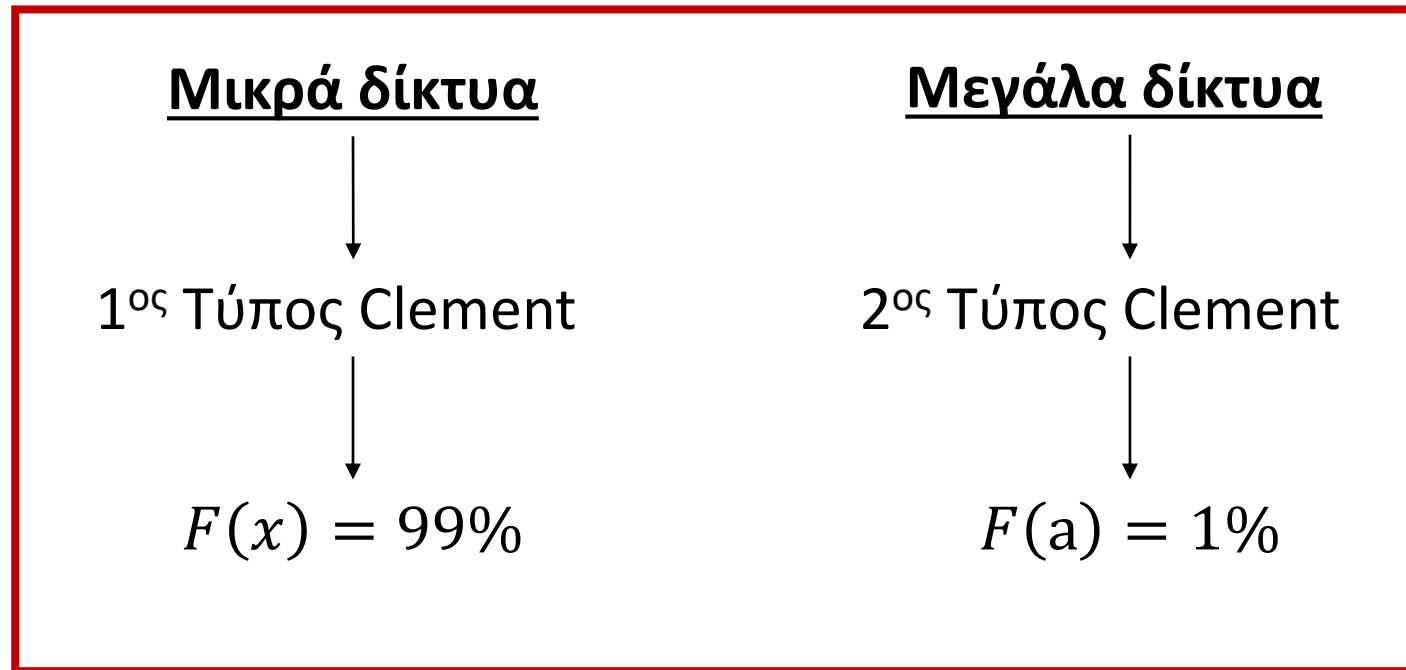 Μικρά δίκτυα
Μεγάλα δίκτυα
1ος Τύπος Clement
2ος Τύπος Clement
F(x) = 99%
F(a) = 1%